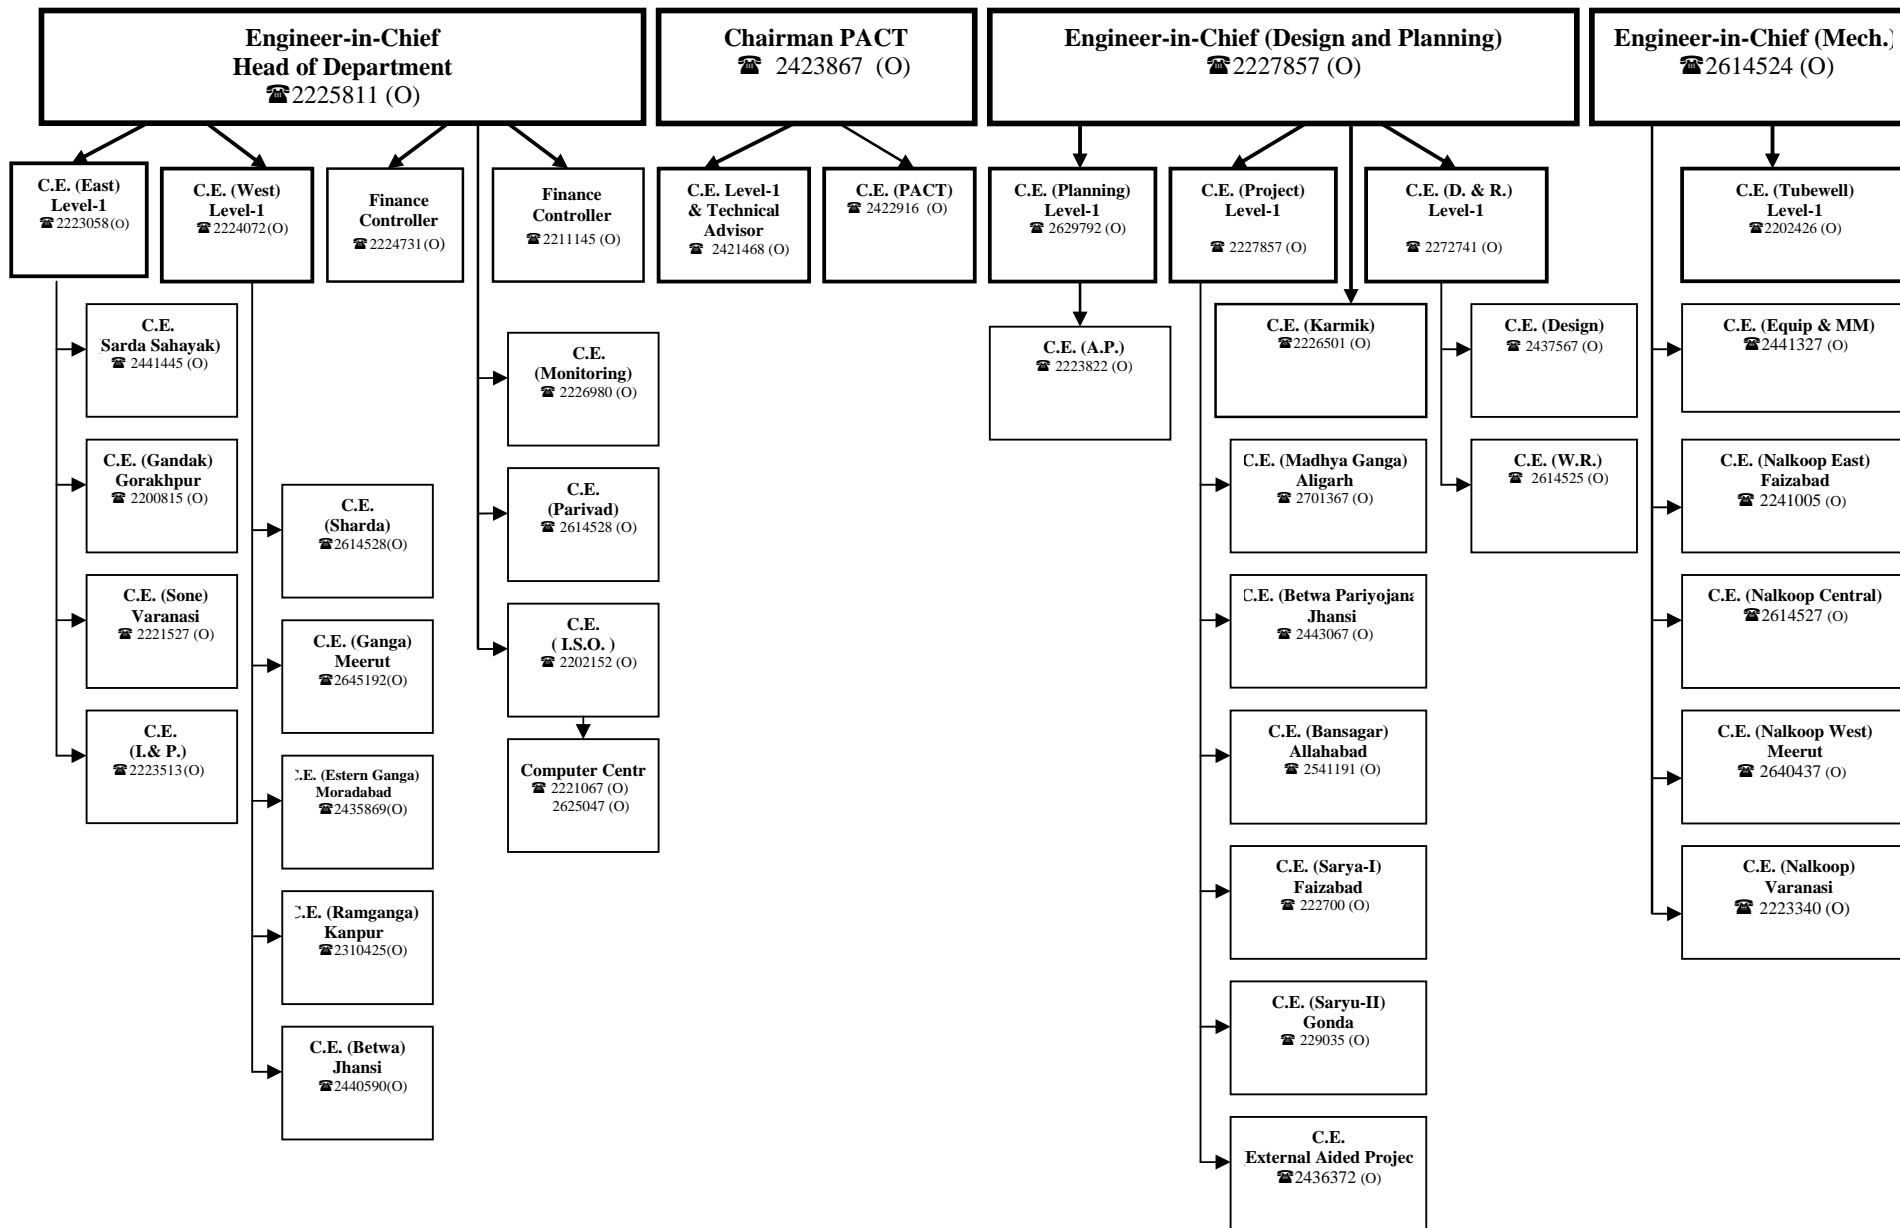 Engineer-in-Chief
Head of Department
☎2225811 (O)
Chairman PACT
☎ 2423867 (O)
Engineer-in-Chief (Design and Planning)
☎2227857 (O)
Engineer-in-Chief (Mech.)
☎2614524 (O)
C.E. (East)
Level-1
☎2223058(O)
C.E. (West)
Level-1
☎2224072(O)
Finance
Controller
☎2224731(O)
Finance
Controller
☎2211145 (O)
C.E. Level-1
& Technical
Advisor
☎ 2421468 (O)
C.E. (PACT)
☎ 2422916 (O)
C.E. (Planning)
Level-1
☎ 2629792 (O)
C.E. (Project)
Level-1
☎ 2227857 (O)
C.E. (D. & R.)
Level-1
☎ 2272741 (O)
C.E. (Tubewell)
Level-1
☎2202426 (O)
C.E.
Sarda Sahayak)
☎ 2441445 (O)
C.E. (Gandak)
Gorakhpur
☎ 2200815 (O)
C.E. (Sone)
Varanasi
☎ 2221527 (O)
C.E.
(I.& P.)
☎2223513(O)
C.E.
(Sharda)
☎2614528(O)
C.E. (Ganga)
Meerut
☎2645192(O)
.E. (Estern Ganga)
Moradabad
☎2435869(O)
.E. (Ramganga)
Kanpur
☎2310425(O)
C.E. (Betwa)
Jhansi
☎2440590(O)
C.E.
(Monitoring)
☎ 2226980 (O)
C.E.
(Parivad)
☎ 2614528 (O)
C.E.
( I.S.O. )
☎ 2202152 (O)
Computer Centr
☎ 2221067 (O)
2625047 (O)
C.E. (A.P.)
☎ 2223822 (O)
C.E. (Karmik)
☎2226501 (O)
C.E. (Madhya Ganga)
Aligarh
☎ 2701367 (O)
C.E. (Betwa Pariyojana
Jhansi
☎ 2443067 (O)
C.E. (Bansagar)
Allahabad
☎ 2541191 (O)
C.E. (Sarya-I)
Faizabad
☎ 222700 (O)
C.E. (Saryu-II)
Gonda
☎ 229035 (O)
C.E.
External Aided Projec
☎2436372 (O)
C.E. (Design)
☎ 2437567 (O)
C.E. (W.R.)
☎ 2614525 (O)
C.E. (Equip & MM)
☎2441327 (O)
C.E. (Nalkoop East)
Faizabad
☎ 2241005 (O)
C.E. (Nalkoop Central)
☎2614527 (O)
C.E. (Nalkoop West)
Meerut
☎ 2640437 (O)
C.E. (Nalkoop)
Varanasi
☎ 2223340 (O)